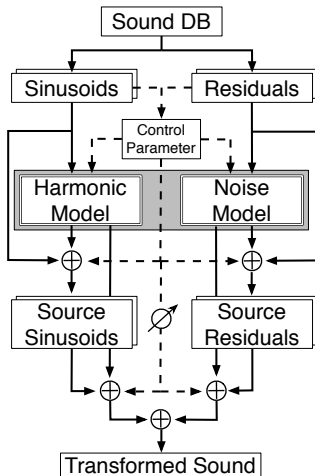 Sound DB
Sinusoids
Residuals
Control
Parameter
Harmonic
Model
Noise
Model
Source
Sinusoids
Source
Residuals
Transformed Sound